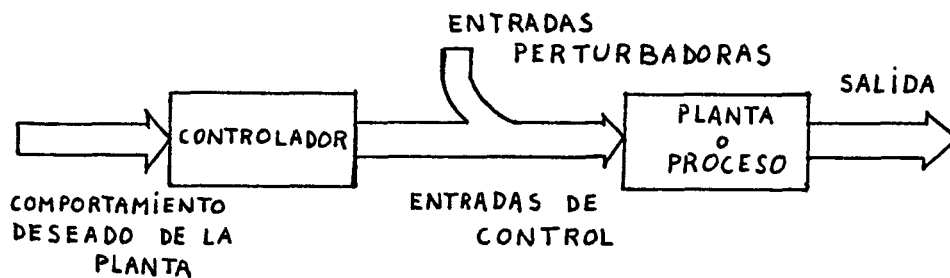 ENTRADAS
PERTURBADORAS
SALIDA
CONTROLADOR
PLANTA
O
PROCESO
COMPORTAMIENTO
DESEADO DE LA
PLANTA
ENTRADAS DE
CONTROL